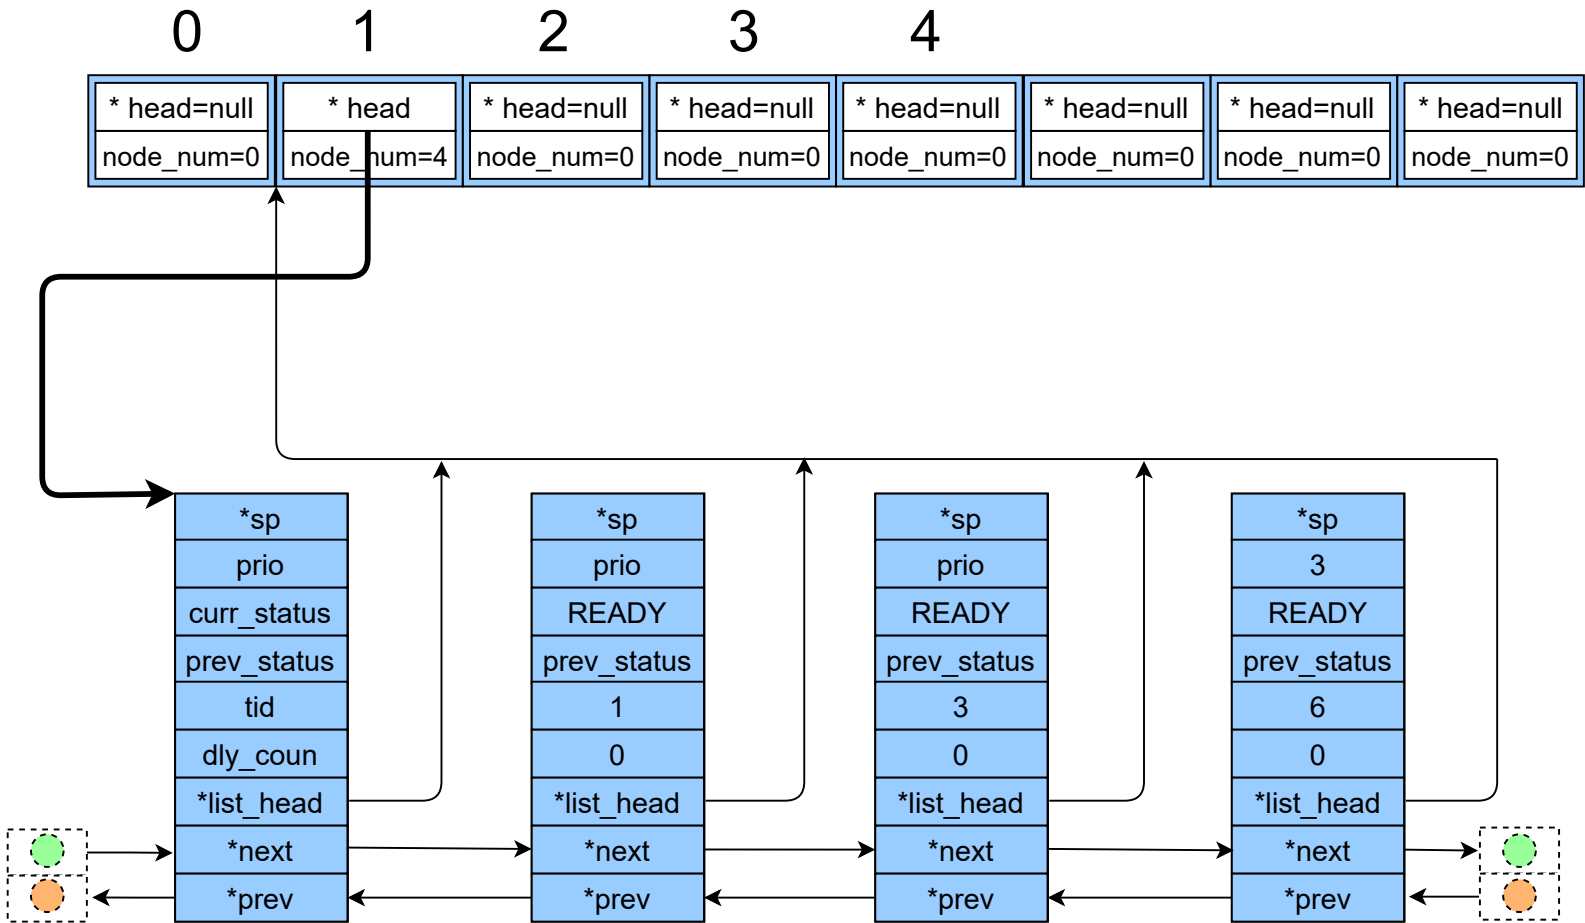 0 1 2 3 4
* head=null * head * head=null * head=null * head=null * head=null * head=null * head=null
node_num=0 node_num=4 node_num=0 node_num=0 node_num=0 node_num=0 node_num=0 node_num=0
*sp *sp *sp *sp
prio prio prio 3
curr_status READY READY READY
prev_status prev_status prev_status prev_status
tid 1 3 6
dly_coun 0 0 0
*list_head *list_head *list_head *list_head
*next *next *next *next
*prev *prev *prev *prev